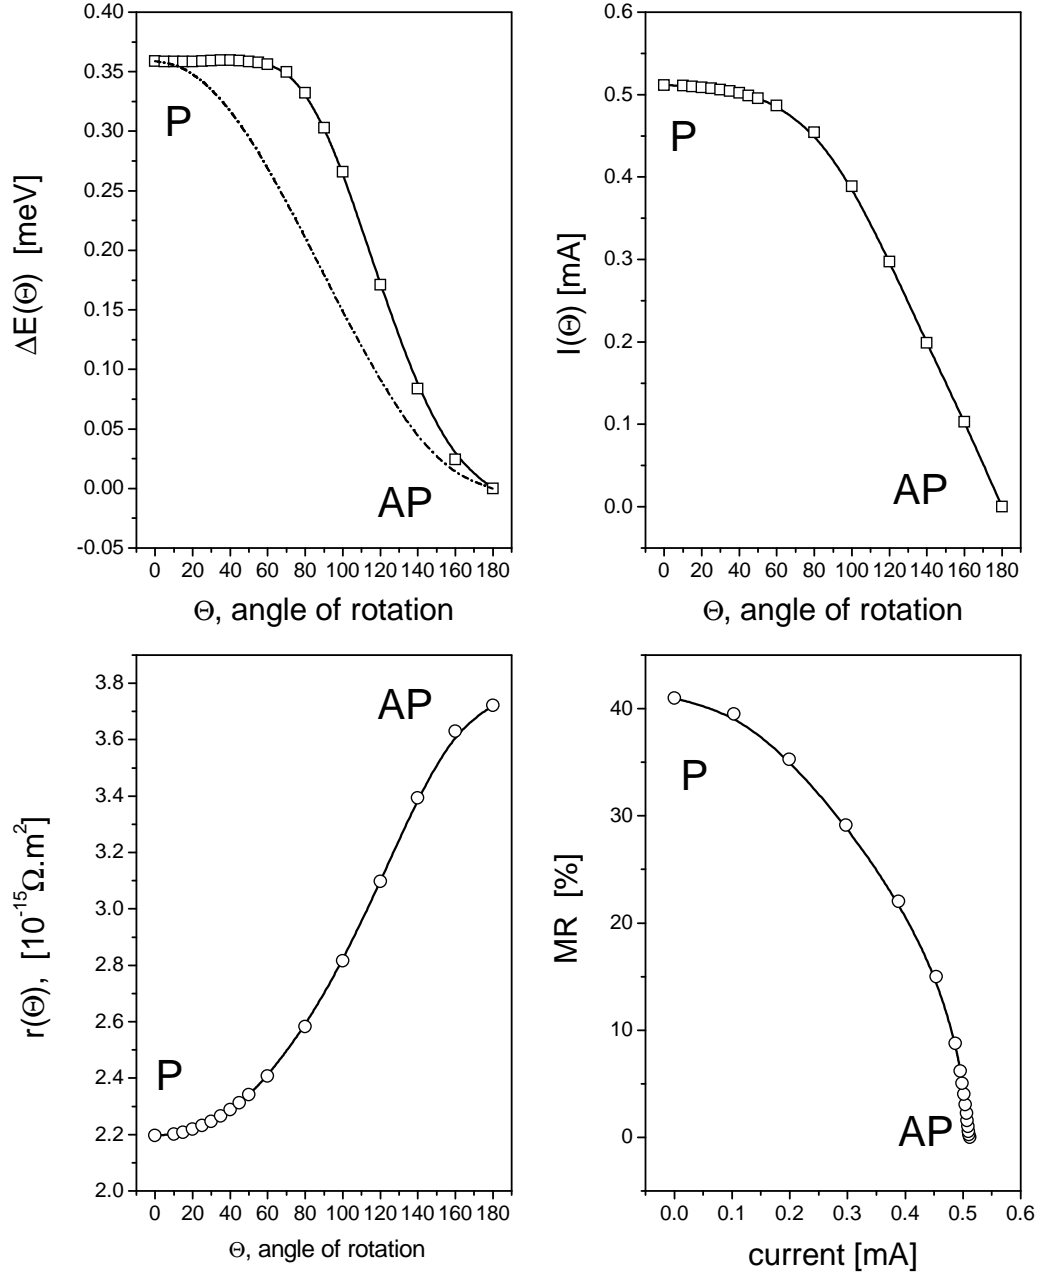 0.40
0.35
0.30
0.25
0.20
0.15
0.10
0.05
0.00
-0.05
ΔE(Θ) [meV]
P
AP
0 20 40 60 80 100 120 140 160 180
Θ, angle of rotation
0.6
0.5
0.4
0.3
0.2
0.1
0.0
I(Θ) [mA]
P
AP
0 20 40 60 80 100 120 140 160 180
Θ, angle of rotation
3.8
3.6
3.4
3.2
3.0
2.8
2.6
2.4
2.2
2.0
r(Θ), [10⁻¹⁵Ω.m²]
AP
P
0 20 40 60 80 100 120 140 160 180
Θ, angle of rotation
40
30
20
10
0
MR [%]
P
AP
0.0 0.1 0.2 0.3 0.4 0.5 0.6
current [mA]